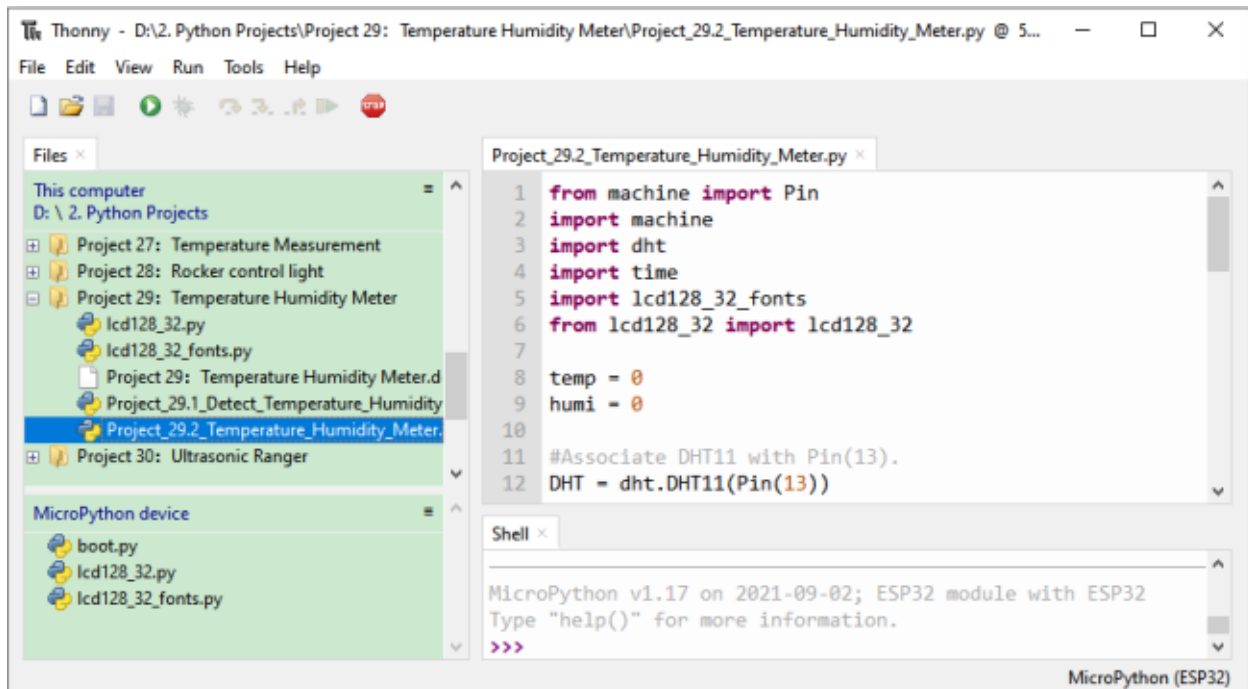 Thonny - D:\2. Python Projects\Project 29：Temperature Humidity Meter\Project_29.2_Temperature_Humidity_Meter.py @ 5...
File Edit View Run Tools Help
STOP
Files
This computer
D: \ 2. Python Projects
Project 27：Temperature Measurement
Project 28：Rocker control light
Project 29：Temperature Humidity Meter
lcd128_32.py
lcd128_32_fonts.py
Project 29：Temperature Humidity Meter.d
Project_29.1_Detect_Temperature_Humidity
Project_29.2_Temperature_Humidity_Meter.
Project 30：Ultrasonic Ranger
MicroPython device
boot.py
lcd128_32.py
lcd128_32_fonts.py
Project_29.2_Temperature_Humidity_Meter.py
1 from machine import Pin
2 import machine
3 import dht
4 import time
5 import lcd128_32_fonts
6 from lcd128_32 import lcd128_32
7
8 temp = 0
9 humi = 0
10
11 #Associate DHT11 with Pin(13).
12 DHT = dht.DHT11(Pin(13))
Shell
MicroPython v1.17 on 2021-09-02; ESP32 module with ESP32
Type "help()" for more information.
>>>
MicroPython (ESP32)